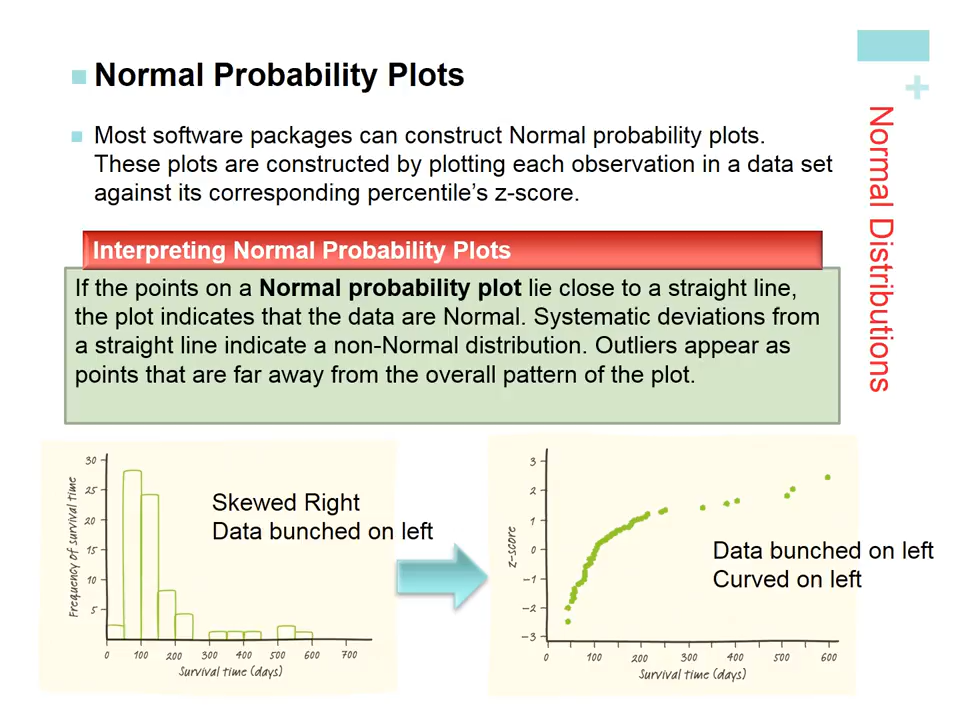 Normal Probability Plots
+
Normal Distributions
Most software packages can construct Normal probability plots.
These plots are constructed by plotting each observation in a data set
against its corresponding percentile’s z-score.
Interpreting Normal Probability Plots
If the points on a Normal probability plot lie close to a straight line,
the plot indicates that the data are Normal. Systematic deviations from
a straight line indicate a non-Normal distribution. Outliers appear as
points that are far away from the overall pattern of the plot.
Frequency of survival time
30
25
20
15
10
5
0 100 200 300 400 500 600 700
Survival time (days)
Skewed Right
Data bunched on left
z-score
3
2
1
0
−1
−2
−3
0 100 200 300 400 500 600
Survival time (days)
Data bunched on left
Curved on left